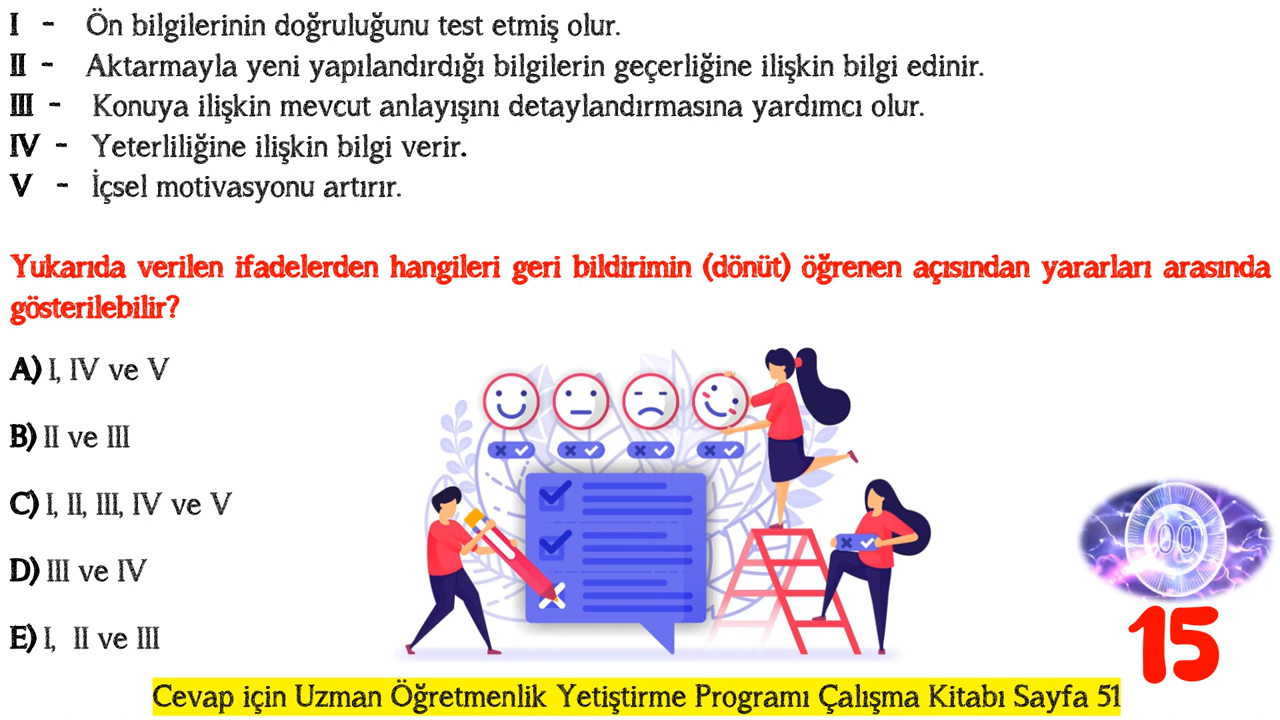 I - Ön bilgilerinin doğruluğunu test etmiş olur.
II - Aktarmayla yeni yapılandırdığı bilgilerin geçerliğine ilişkin bilgi edinir.
III - Konuya ilişkin mevcut anlayışını detaylandırmasına yardımcı olur.
IV - Yeterliliğine ilişkin bilgi verir.
V - İçsel motivasyonu artırır.
Yukarıda verilen ifadelerden hangileri geri bildirimin (dönüt) öğrenen açısından yararları arasında
gösterilebilir?
A) I, IV ve V
B) II ve III
C) I, II, III, IV ve V
D) III ve IV
E) I, II ve III
00
15
Cevap için Uzman Öğretmenlik Yetiştirme Programı Çalışma Kitabı Sayfa 51